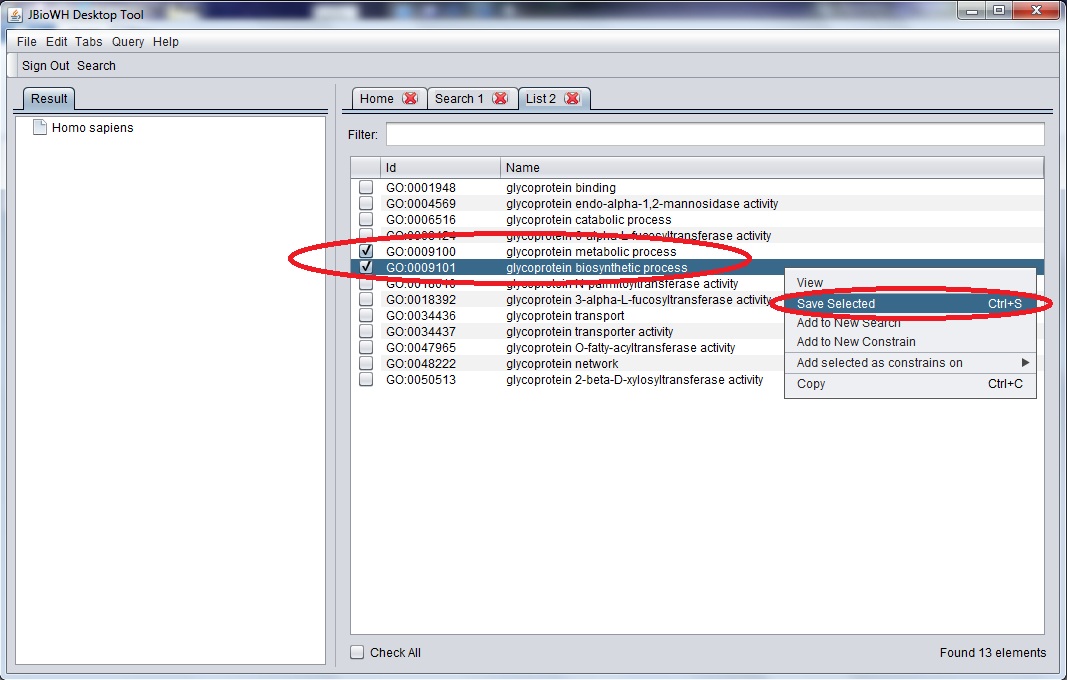 JBioWH Desktop Tool
File Edit Tabs Query Help
Sign Out Search
Result
Homo sapiens
Home Search 1 List 2
Filter:
Id Name
GO:0001948 glycoprotein binding
GO:0004569 glycoprotein endo-alpha-1,2-mannosidase activity
GO:0006516 glycoprotein catabolic process
glycoprotein 6-alpha-L-fucosyltransferase activity
GO:0009100 glycoprotein metabolic process
GO:0009101 glycoprotein biosynthetic process
glycoprotein N-palmitoyltransferase activity
GO:0018392 glycoprotein 3-alpha-L-fucosyltransferase activity
GO:0034436 glycoprotein transport
GO:0034437 glycoprotein transporter activity
GO:0047965 glycoprotein O-fatty-acyltransferase activity
GO:0048222 glycoprotein network
GO:0050513 glycoprotein 2-beta-D-xylosyltransferase activity
View
Save Selected Ctrl+S
Add to New Search
Add to New Constrain
Add selected as constrains on
Copy Ctrl+C
Check All
Found 13 elements